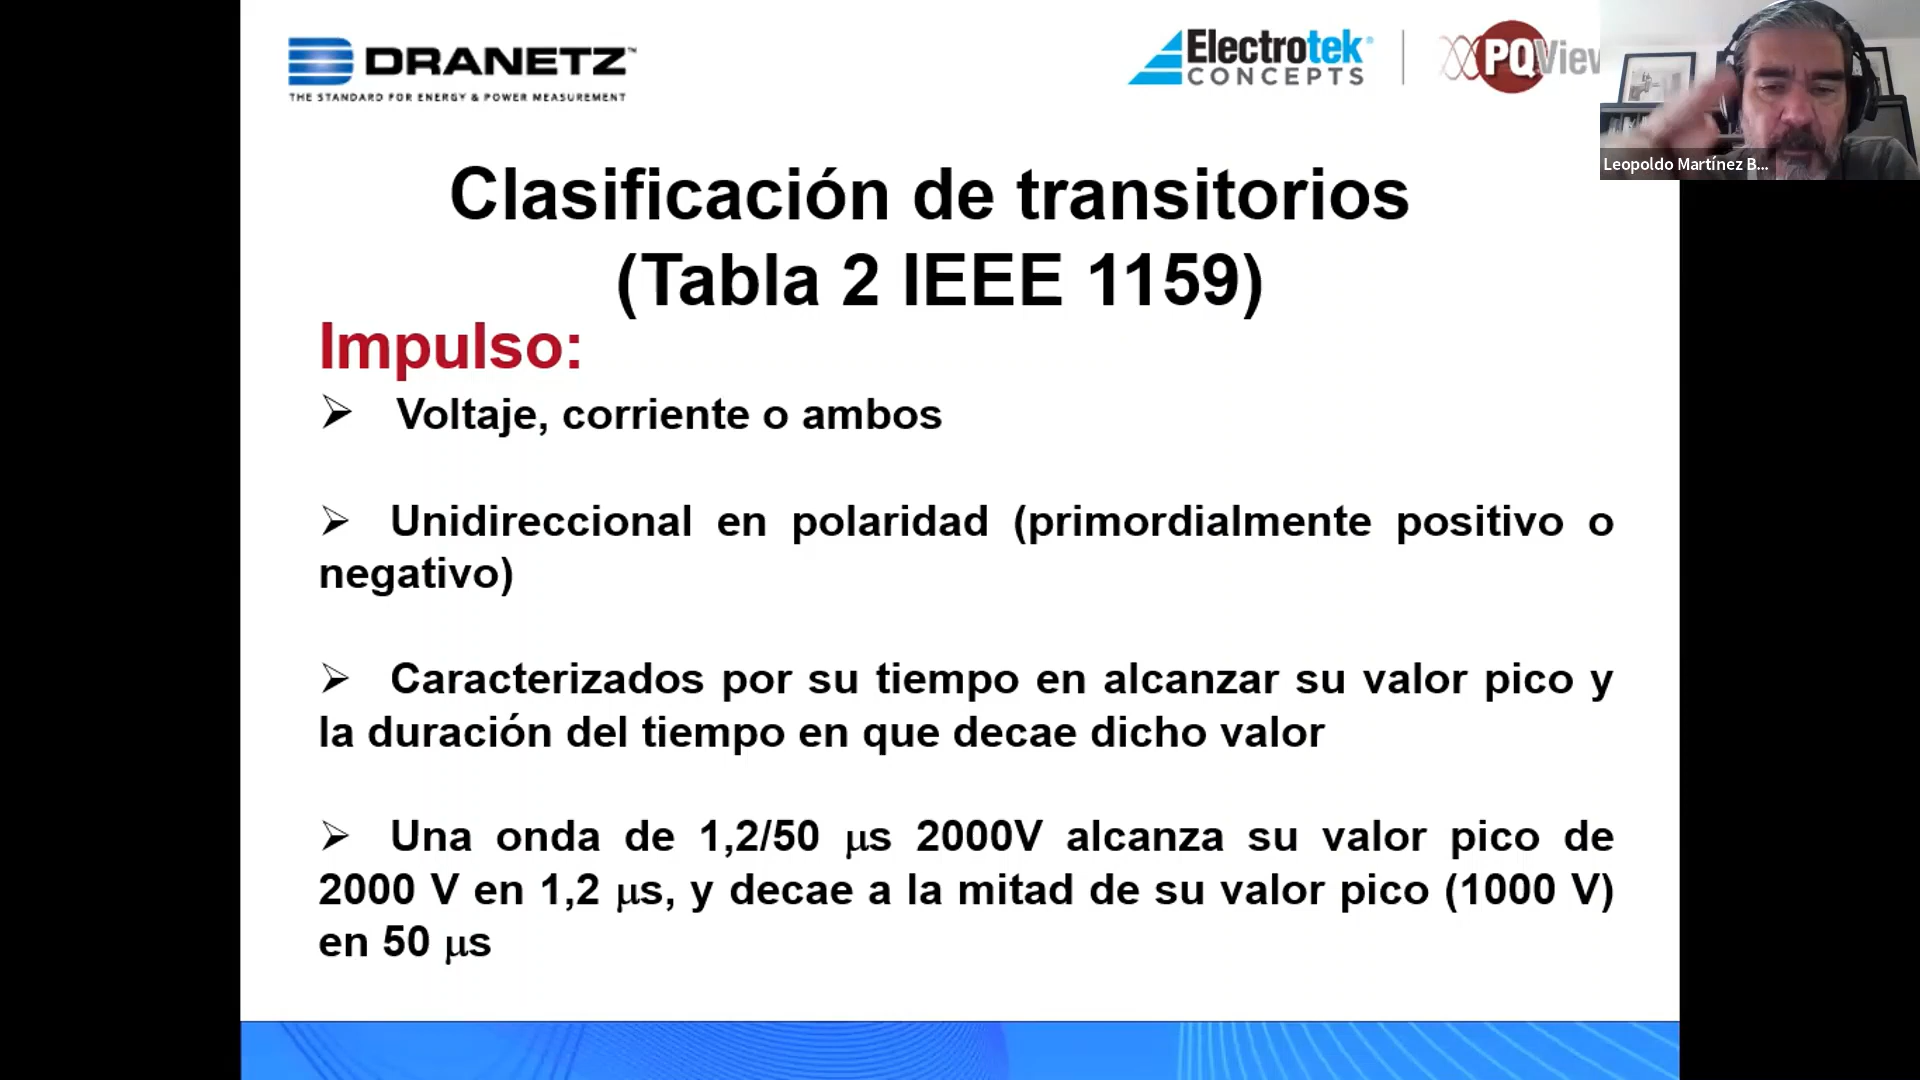 DRANETZ™
THE STANDARD FOR ENERGY & POWER MEASUREMENT
Electrotek®
CONCEPTS
PQView
Leopoldo Martínez B...
Clasificación de transitorios
(Tabla 2 IEEE 1159)
Impulso:
➢ Voltaje, corriente o ambos
➢ Unidireccional en polaridad (primordialmente positivo o
negativo)
➢ Caracterizados por su tiempo en alcanzar su valor pico y
la duración del tiempo en que decae dicho valor
➢ Una onda de 1,2/50 μs 2000V alcanza su valor pico de
2000 V en 1,2 μs, y decae a la mitad de su valor pico (1000 V)
en 50 μs